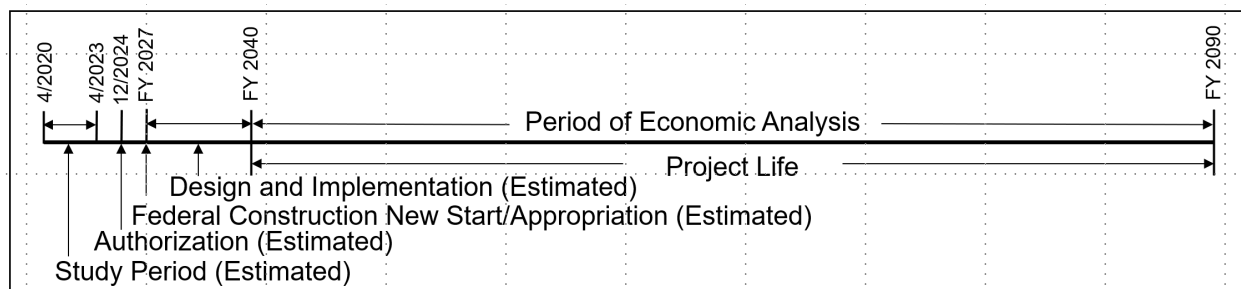 4/2020
4/2023
12/2024
FY 2027
FY 2040
FY 2090
Period of Economic Analysis
Project Life
Design and Implementation (Estimated)
Federal Construction New Start/Appropriation (Estimated)
Authorization (Estimated)
Study Period (Estimated)